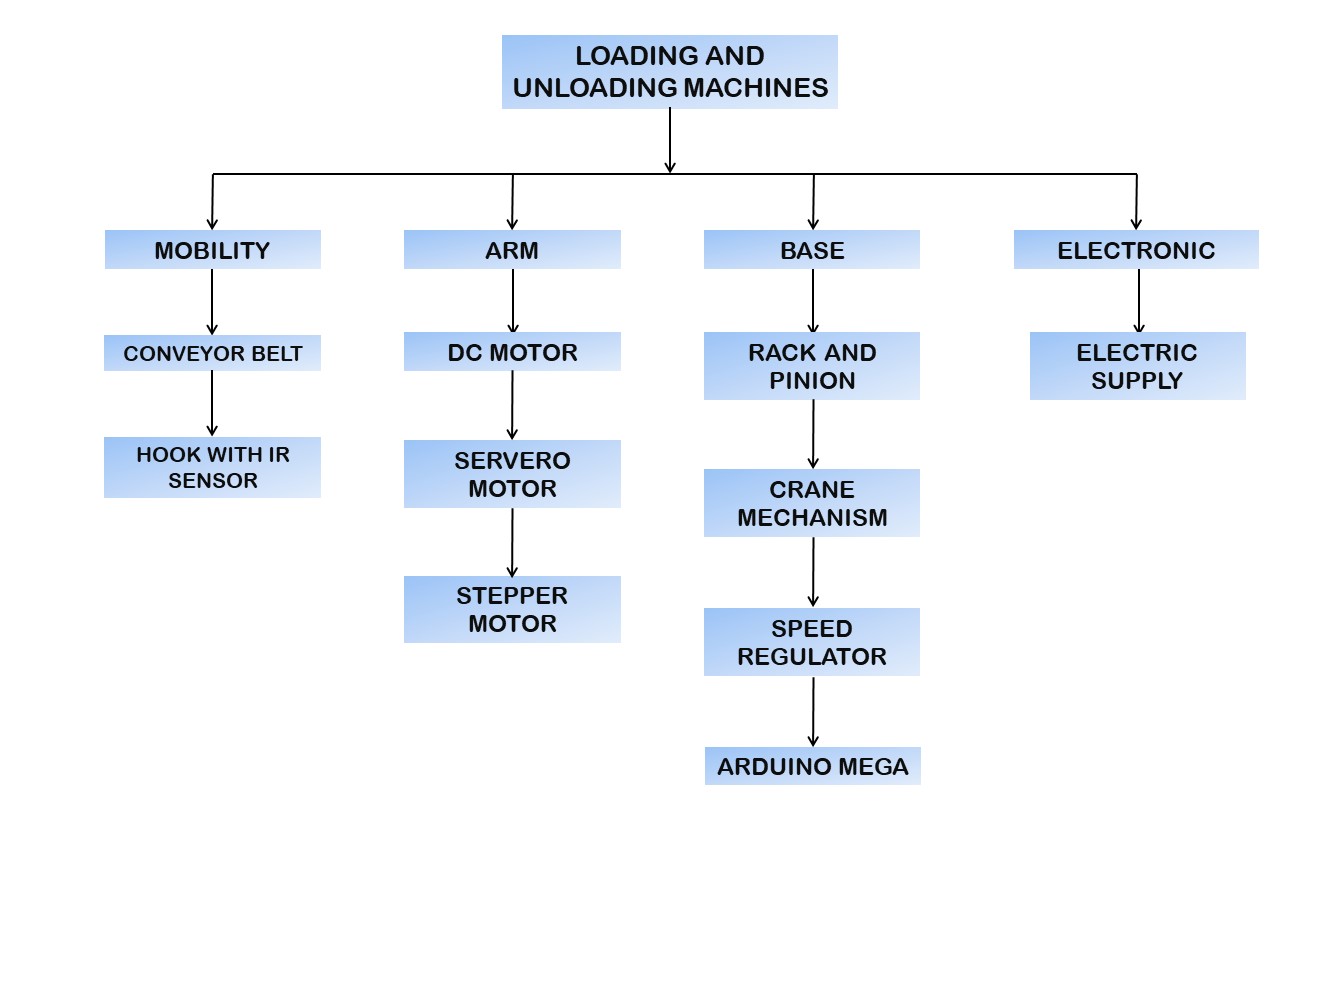 LOADING AND
UNLOADING MACHINES
MOBILITY
ARM
BASE
ELECTRONIC
CONVEYOR BELT
DC MOTOR
RACK AND
PINION
ELECTRIC
SUPPLY
HOOK WITH IR
SENSOR
SERVERO
MOTOR
CRANE
MECHANISM
STEPPER
MOTOR
SPEED
REGULATOR
ARDUINO MEGA